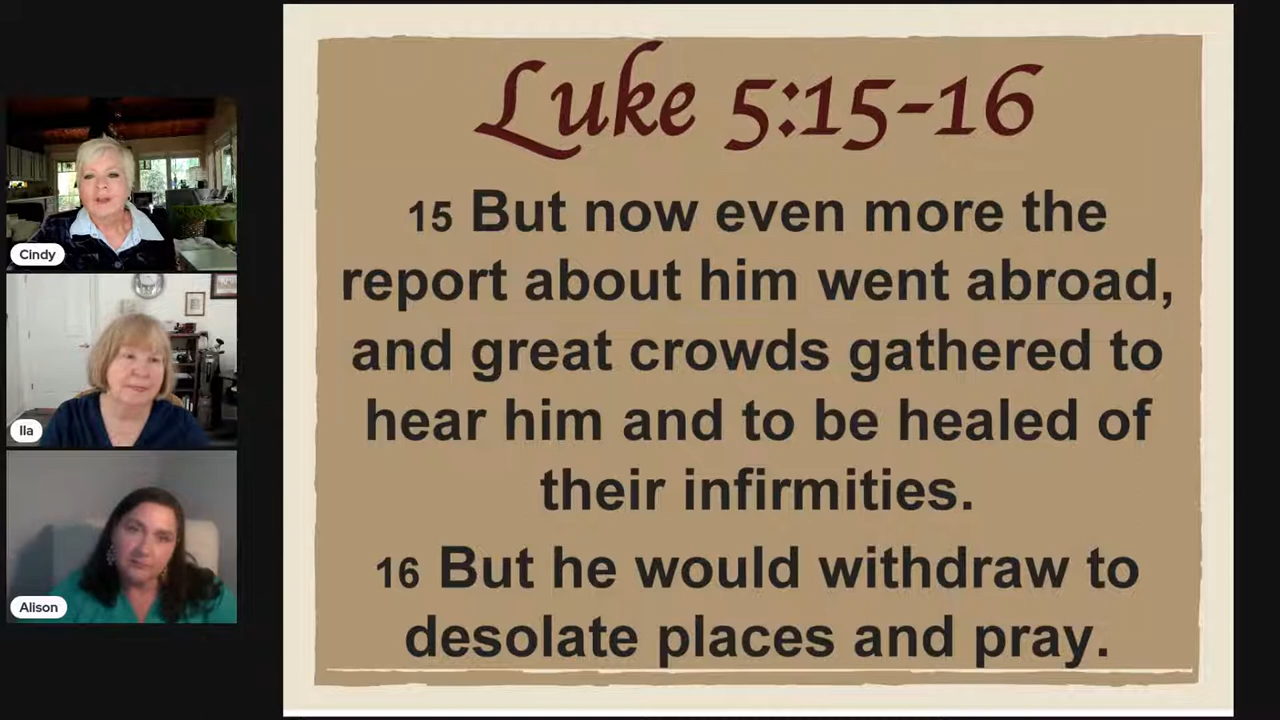 Luke 5:15-16
15 But now even more the
report about him went abroad,
and great crowds gathered to
hear him and to be healed of
their infirmities.
16 But he would withdraw to
desolate places and pray.
Cindy
Ila
Alison